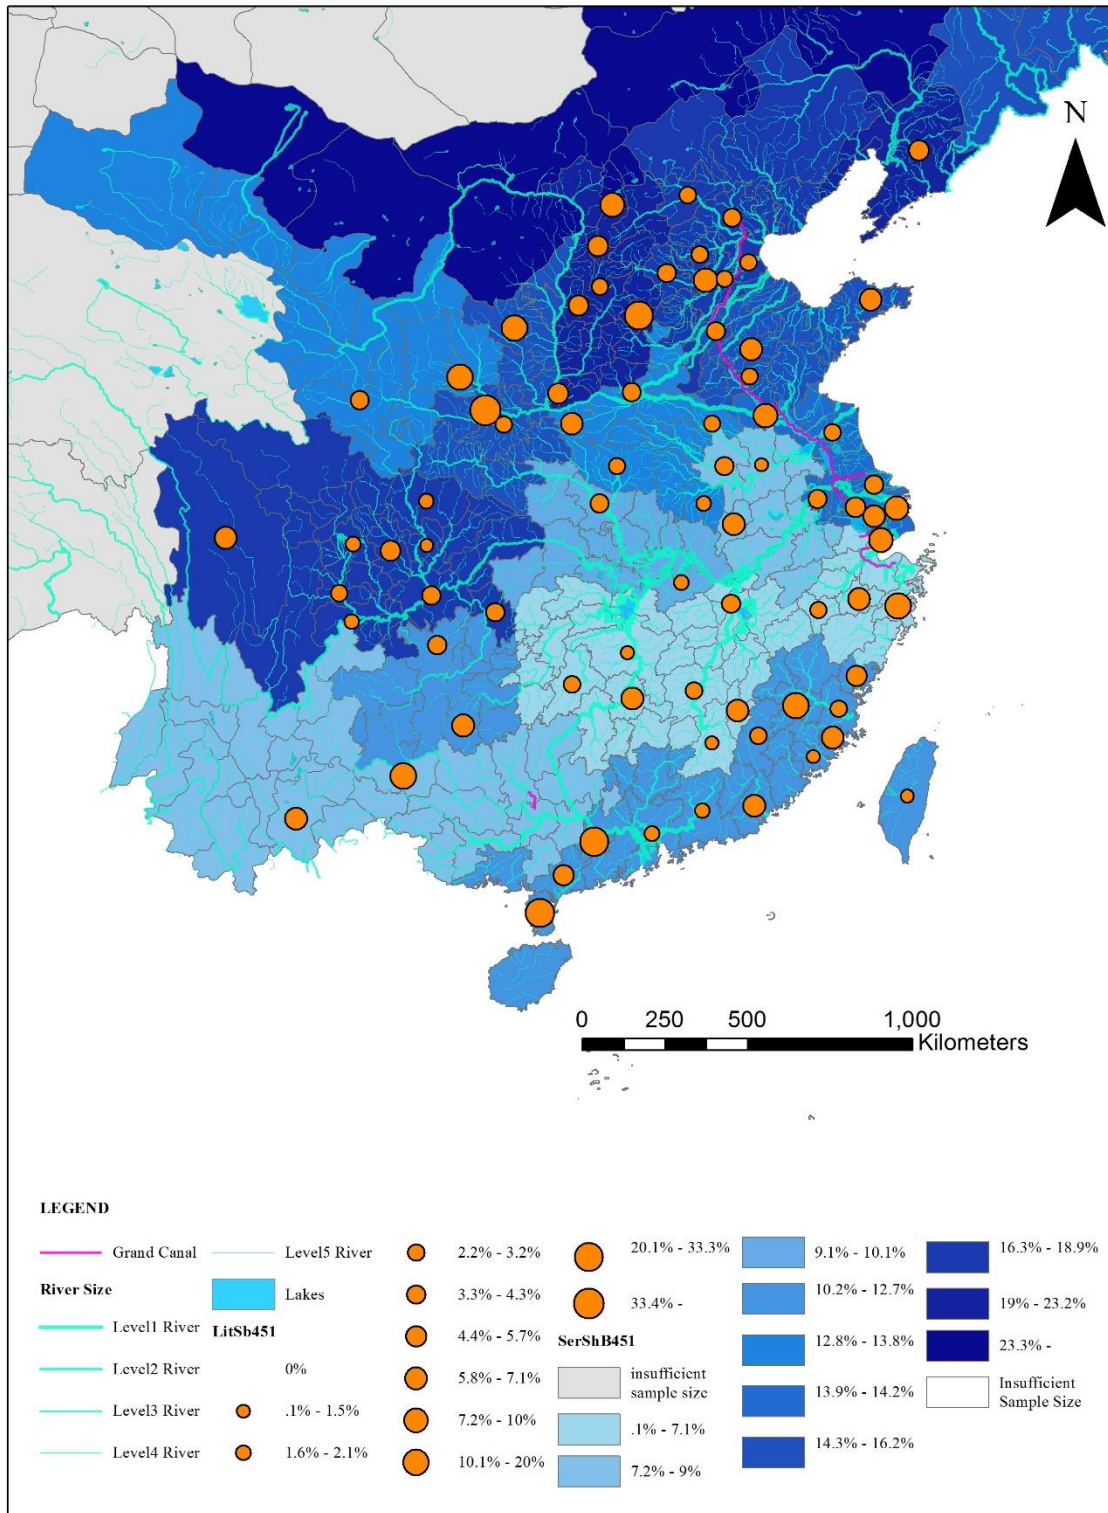 N
0 250 500 1,000
Kilometers
LEGEND
Grand Canal
River Size
Level1 River
Level2 River
Level3 River
Level4 River
Level5 River
Lakes
LitSb451
0%
.1% - 1.5%
1.6% - 2.1%
2.2% - 3.2%
3.3% - 4.3%
4.4% - 5.7%
5.8% - 7.1%
7.2% - 10%
10.1% - 20%
20.1% - 33.3%
33.4% -
SerShB451
insufficient
sample size
.1% - 7.1%
7.2% - 9%
9.1% - 10.1%
10.2% - 12.7%
12.8% - 13.8%
13.9% - 14.2%
14.3% - 16.2%
16.3% - 18.9%
19% - 23.2%
23.3% -
Insufficient
Sample Size